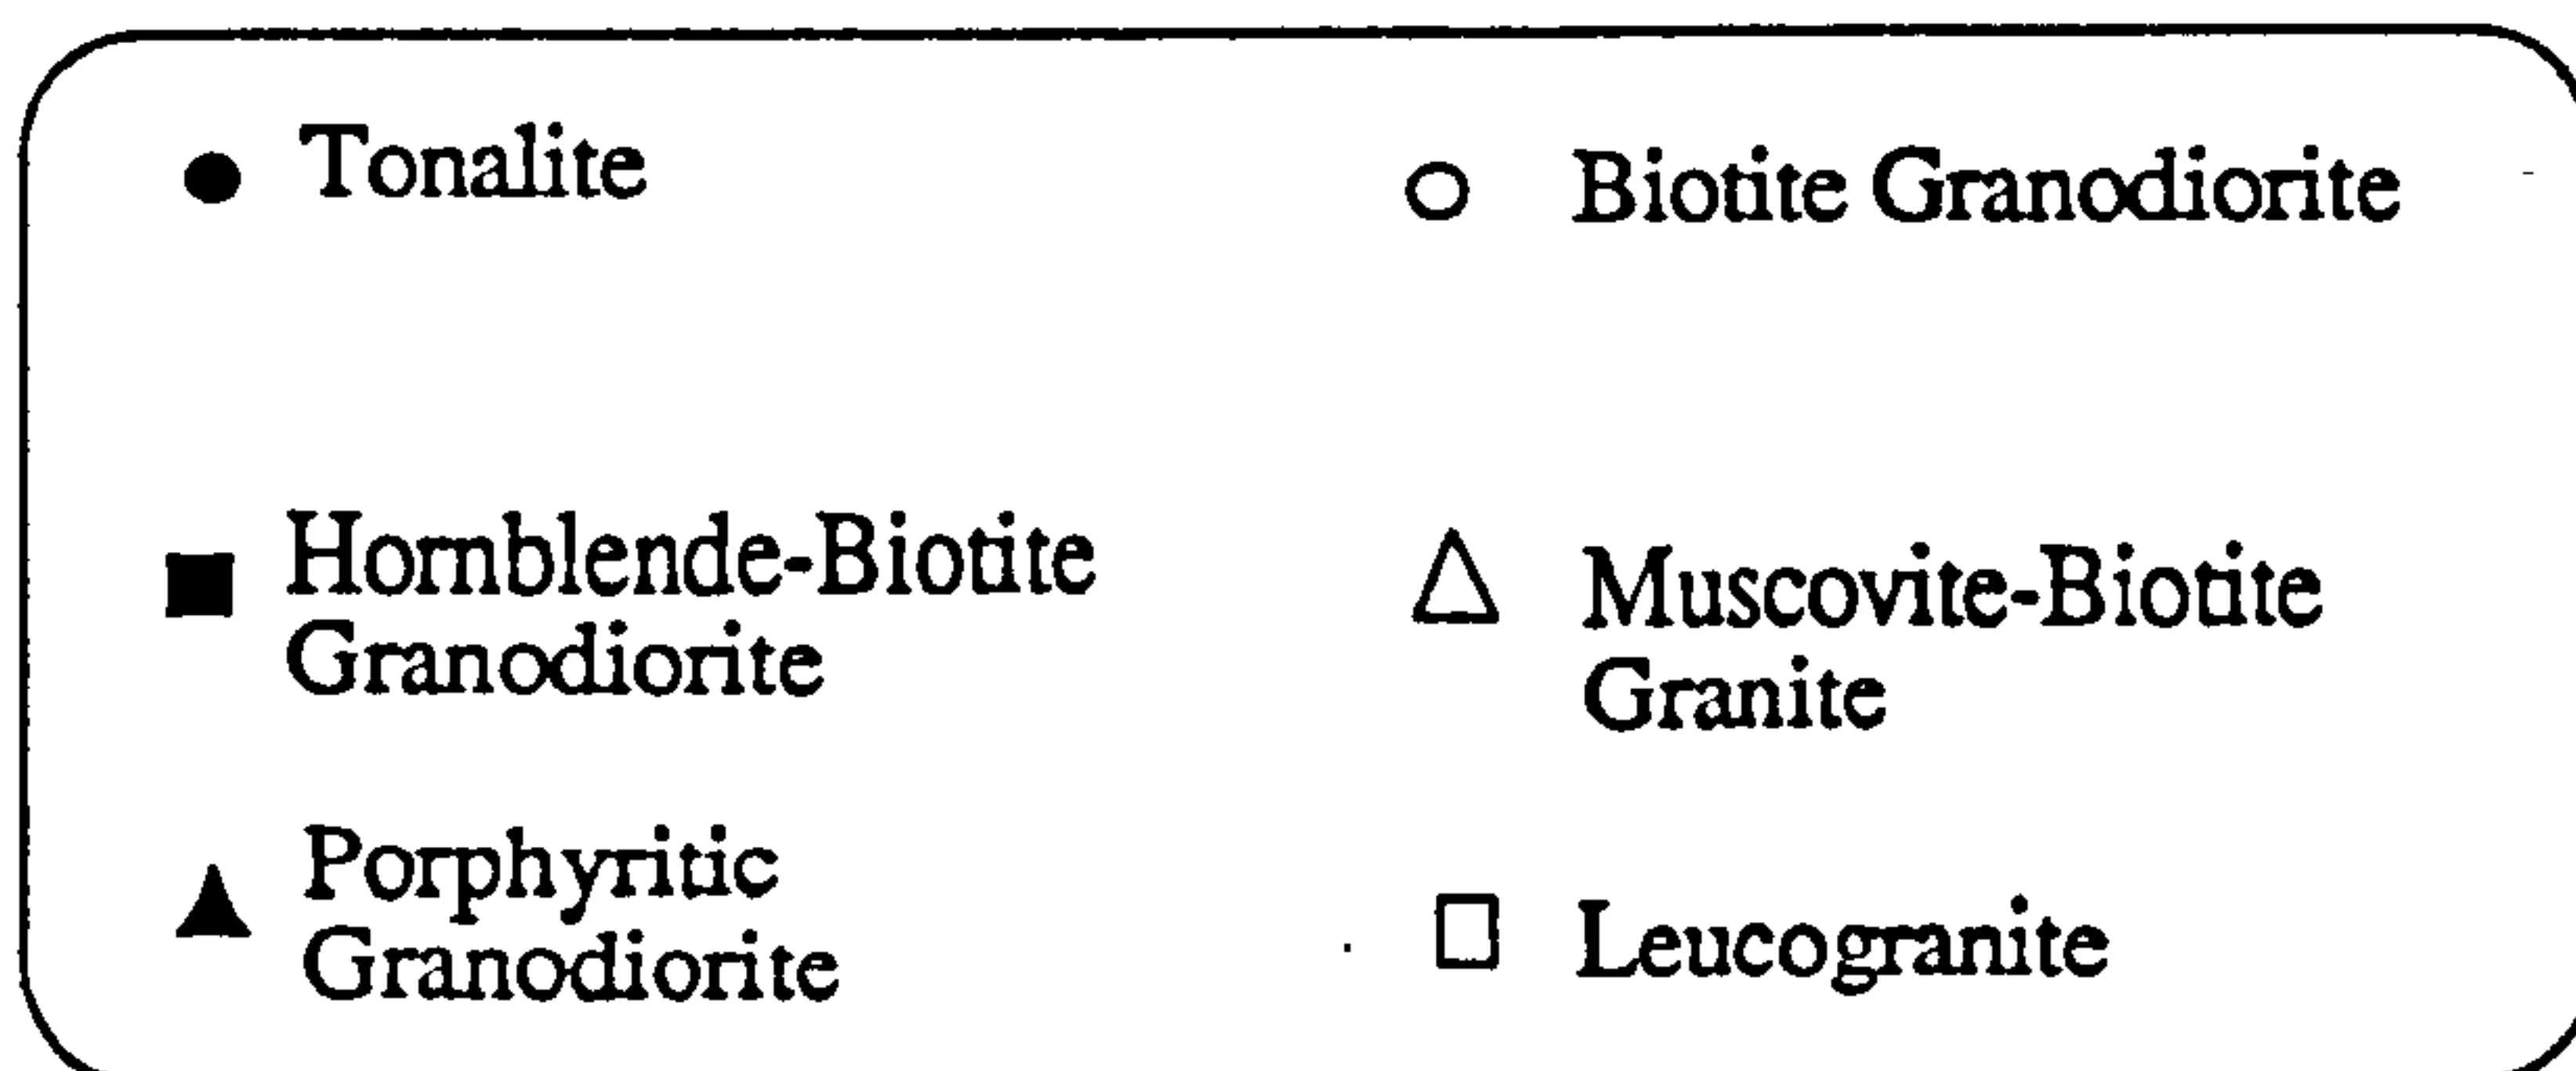 Tonalite
Hornblende-Biotite
Granodiorite
Porphyritic
Granodiorite
Biotite Granodiorite
Muscovite-Biotite
Granite
Leucogranite